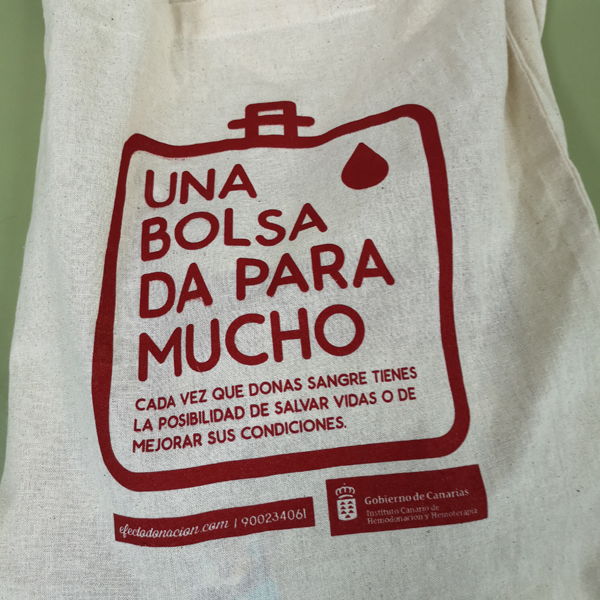 UNA
BOLSA
DA PARA
MUCHO
CADA VEZ QUE DONAS SANGRE TIENES
LA POSIBILIDAD DE SALVAR VIDAS O DE
MEJORAR SUS CONDICIONES.
efectodonacion.com | 900234061
Gobierno de Canarias
Instituto Canario de
Hemodonación y Hemoterapia